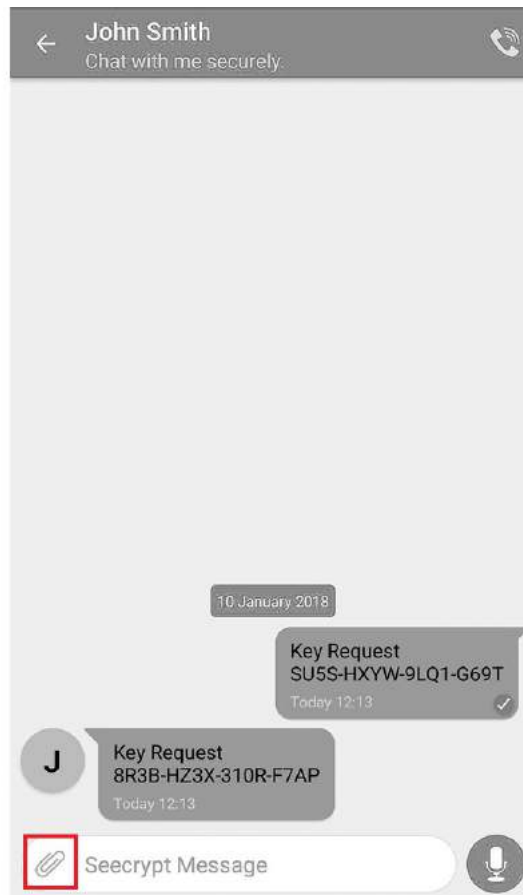 John Smith
Chat with me securely.
10 January 2018
Key Request
SU5S-HXYW-9LQ1-G69T
Today 12:13
J
Key Request
8R3B-HZ3X-310R-F7AP
Today 12:13
Seecrypt Message